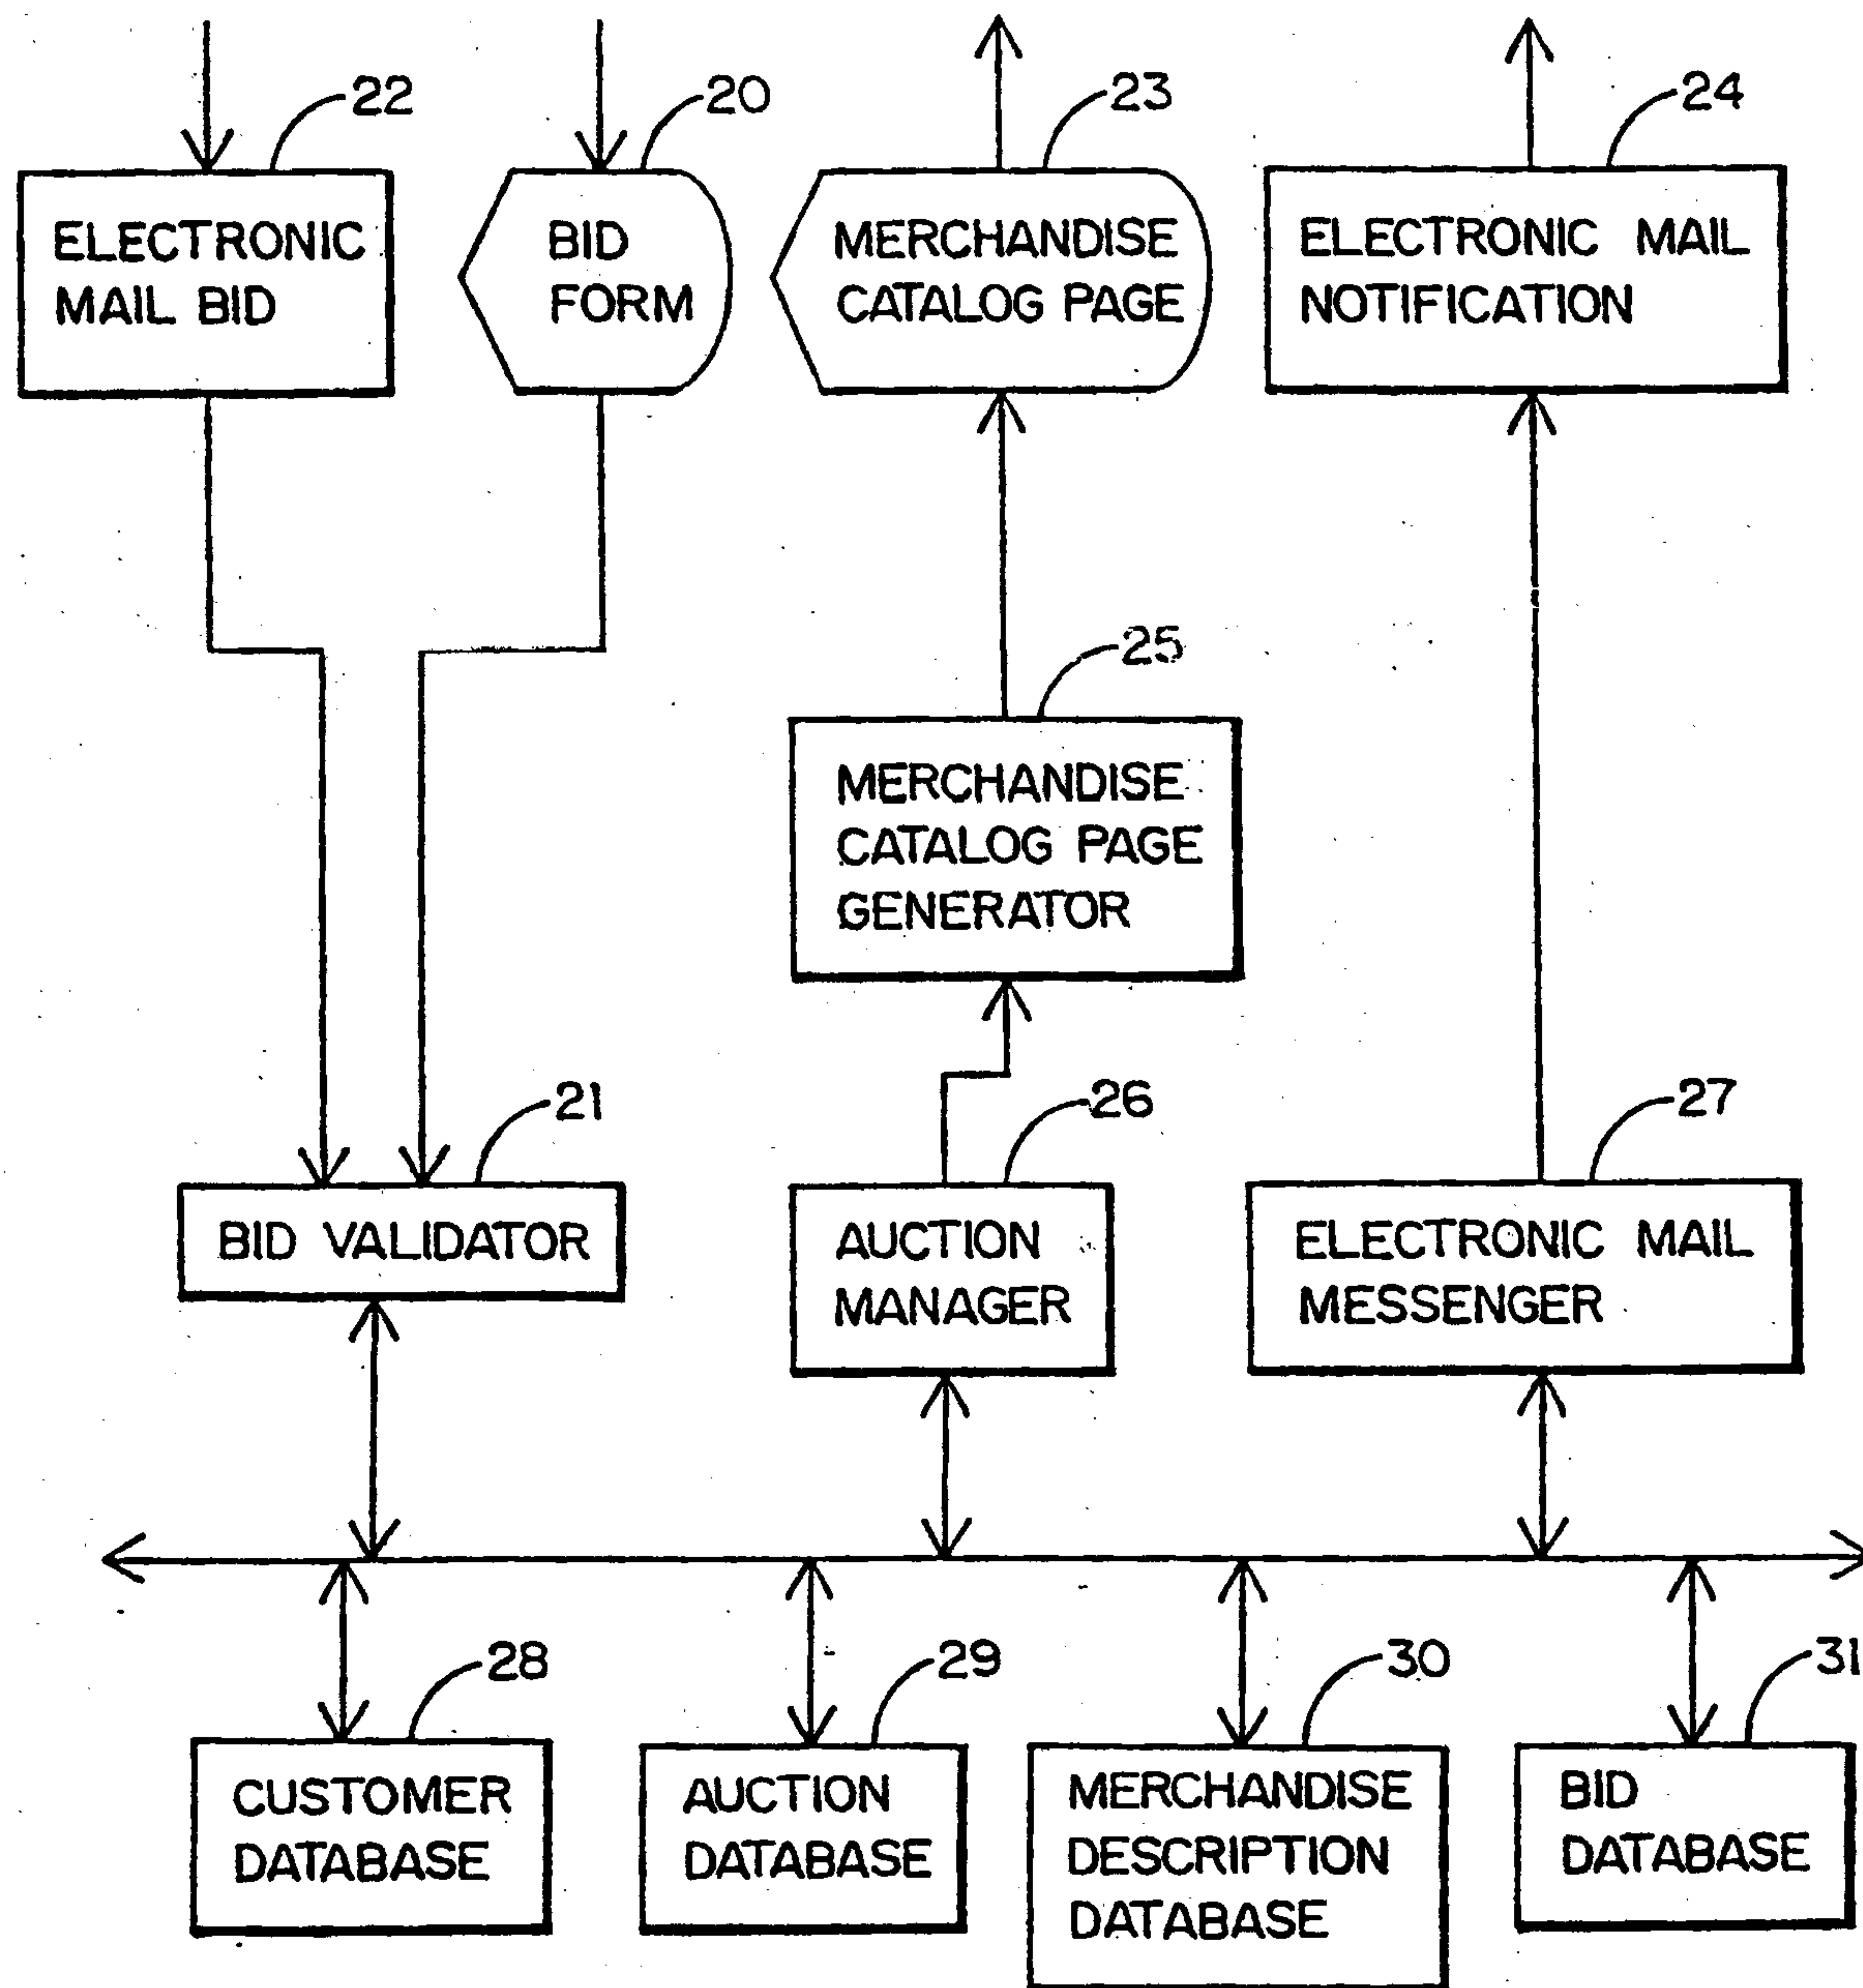 22
20
23
24
ELECTRONIC
MAIL BID
BID
FORM
MERCHANDISE
CATALOG PAGE
ELECTRONIC MAIL
NOTIFICATION
25
MERCHANDISE
CATALOG PAGE
GENERATOR
21
26
27
BID VALIDATOR
AUCTION
MANAGER
ELECTRONIC MAIL
MESSENGER
28
29
30
31
CUSTOMER
DATABASE
AUCTION
DATABASE
MERCHANDISE
DESCRIPTION
DATABASE
BID
DATABASE